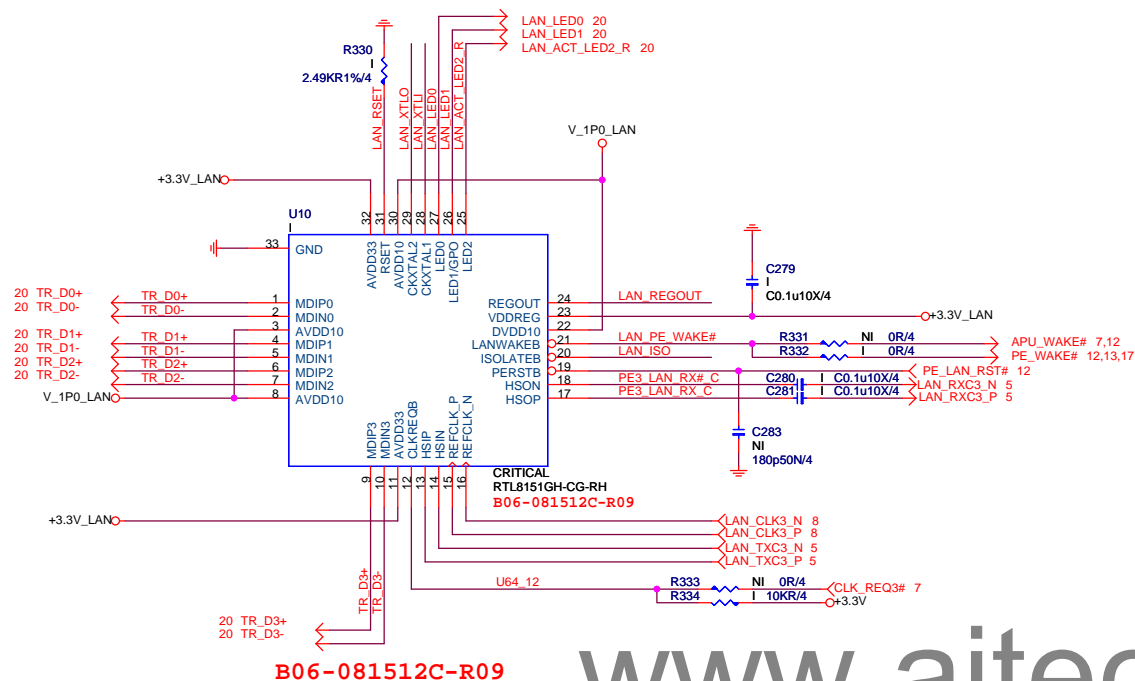 LAN_LED0 20
LAN_LED1 20
LAN_ACT_LED2_R 20
R330
I
2.49KR1%/4
LAN_RSET
LAN_XTLO
LAN_XTLI
LAN_LED0
LAN_LED1
LAN_ACT_LED2_R
V_1P0_LAN
+3.3V_LAN
U10
I
32
31
30
29
28
27
26
25
AVDD33
RSET
AVDD10
CKXTAL2
CKXTAL1
LED0
LED1/GPO
LED2
33 GND
20 TR_D0+ TR_D0+ 1 MDIP0
20 TR_D0- TR_D0- 2 MDIN0
3 AVDD10
20 TR_D1+ TR_D1+ 4 MDIP1
20 TR_D1- TR_D1- 5 MDIN1
20 TR_D2+ TR_D2+ 6 MDIP2
20 TR_D2- TR_D2- 7 MDIN2
V_1P0_LAN 8 AVDD10
C279
I
C0.1u10X/4
REGOUT 24 LAN_REGOUT
VDDREG 23 +3.3V_LAN
DVDD10 22
LANWAKEB 21 LAN_PE_WAKE# R331 NI 0R/4 APU_WAKE# 7,12
ISOLATEB 20 LAN_ISO R332 I 0R/4 PE_WAKE# 12,13,17
PERSTB 19 PE_LAN_RST# 12
HSON 18 PE3_LAN_RX#_C C280 I C0.1u10X/4 LAN_RXC3_N 5
HSOP 17 PE3_LAN_RX_C C281 I C0.1u10X/4 LAN_RXC3_P 5
C283
NI
180p50N/4
MDIP3
MDIN3
AVDD33
CLKREQB
HSIP
HSIN
REFCLK_P
REFCLK_N
9
10
11
12
13
14
15
16
CRITICAL
RTL8151GH-CG-RH
B06-081512C-R09
+3.3V_LAN
LAN_CLK3_N 8
LAN_CLK3_P 8
LAN_TXC3_N 5
LAN_TXC3_P 5
U64_12
R333 NI 0R/4 CLK_REQ3# 7
R334 I 10KR/4 +3.3V
TR_D3+
TR_D3-
20 TR_D3+
20 TR_D3-
B06-081512C-R09
www.aitec